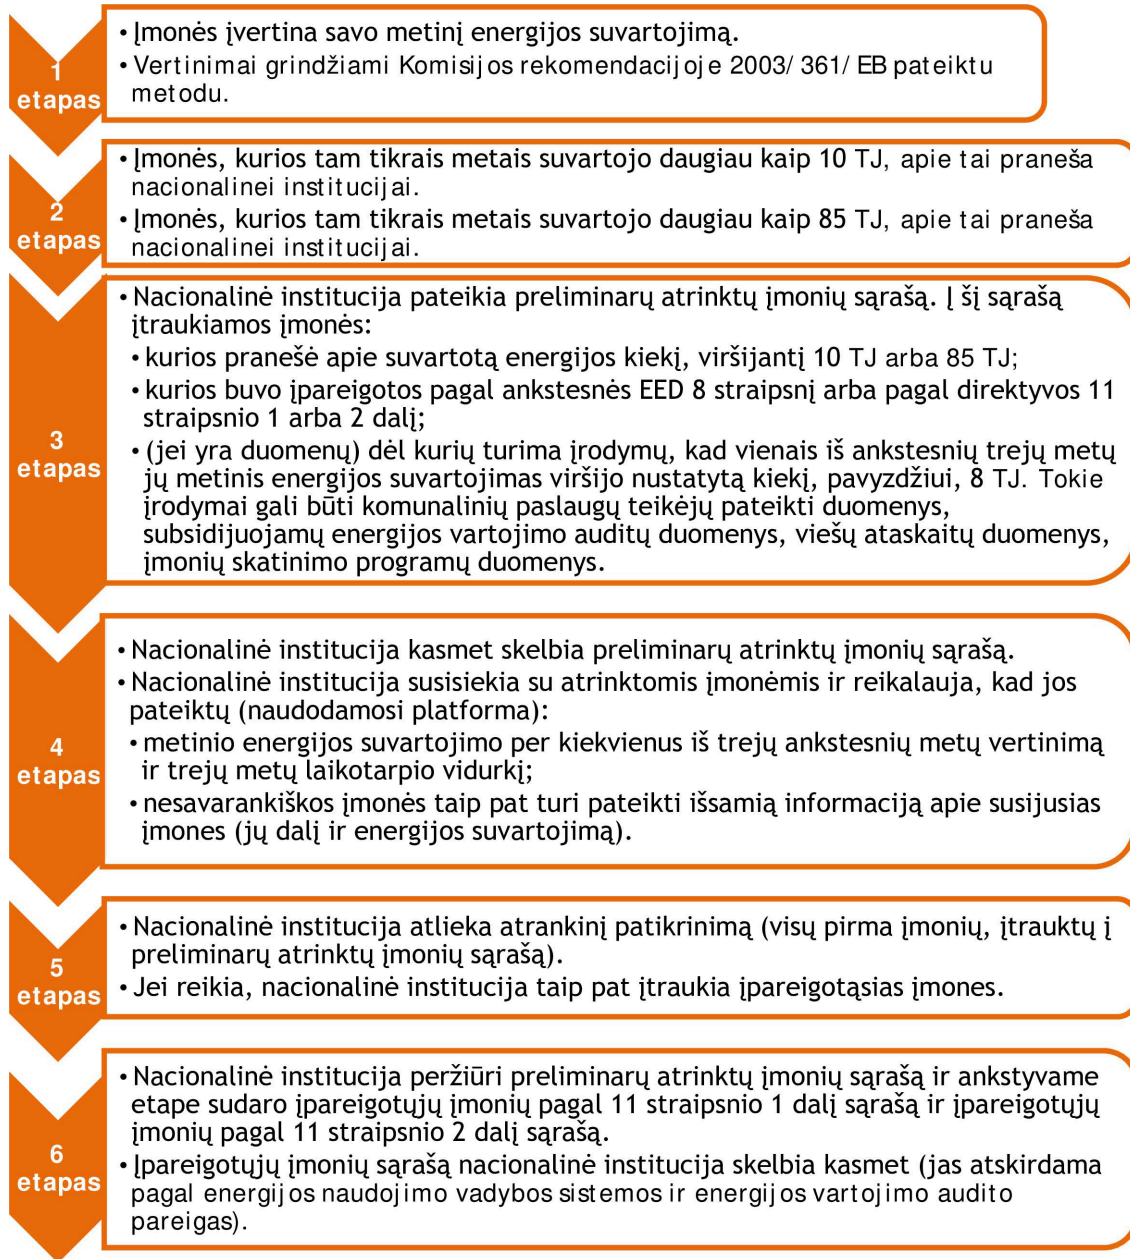 1
etapas
• Įmonės įvertina savo metinį energijos suvartojimą.
• Vertinimai grindžiami Komisijos rekomendacijoje 2003/ 361/ EB pateiktu
metodu.
2
etapas
• Įmonės, kurios tam tikrais metais suvartojo daugiau kaip 10 TJ, apie tai praneša
nacionalinei institucijai.
• Įmonės, kurios tam tikrais metais suvartojo daugiau kaip 85 TJ, apie tai praneša
nacionalinei institucijai.
3
etapas
• Nacionalinė institucija pateikia preliminarų atrinktų įmonių sąrašą. Į šį sąrašą
įtraukiamos įmonės:
• kurios pranešė apie suvartotą energijos kiekį, viršijantį 10 TJ arba 85 TJ;
• kurios buvo įpareigotos pagal ankstesnės EED 8 straipsnį arba pagal direktyvos 11
straipsnio 1 arba 2 dalį;
• (jei yra duomenų) dėl kurių turima įrodymų, kad vienais iš ankstesnių trejų metų
jų metinis energijos suvartojimas viršijo nustatytą kiekį, pavyzdžiui, 8 TJ. Tokie
įrodymai gali būti komunalinių paslaugų teikėjų pateikti duomenys,
subsidijuojamų energijos vartojimo auditų duomenys, viešų ataskaitų duomenys,
įmonių skatinimo programų duomenys.
4
etapas
• Nacionalinė institucija kasmet skelbia preliminarų atrinktų įmonių sąrašą.
• Nacionalinė institucija susisiekia su atrinktomis įmonėmis ir reikalauja, kad jos
pateiktų (naudodamosi platforma):
• metinio energijos suvartojimo per kiekvienus iš trejų ankstesnių metų vertinimą
ir trejų metų laikotarpio vidurkį;
• nesavarankiškos įmonės taip pat turi pateikti išsamią informaciją apie susijusias
įmones (jų dalį ir energijos suvartojimą).
5
etapas
• Nacionalinė institucija atlieka atrankinį patikrinimą (visų pirma įmonių, įtrauktų į
preliminarų atrinktų įmonių sąrašą).
• Jei reikia, nacionalinė institucija taip pat įtraukia įpareigotąsias įmones.
6
etapas
• Nacionalinė institucija peržiūri preliminarų atrinktų įmonių sąrašą ir ankstyvame
etape sudaro įpareigotųjų įmonių pagal 11 straipsnio 1 dalį sąrašą ir įpareigotųjų
įmonių pagal 11 straipsnio 2 dalį sąrašą.
• Įpareigotųjų įmonių sąrašą nacionalinė institucija skelbia kasmet (jas atskirdama
pagal energijos naudojimo vadybos sistemos ir energijos vartojimo audito
pareigas).